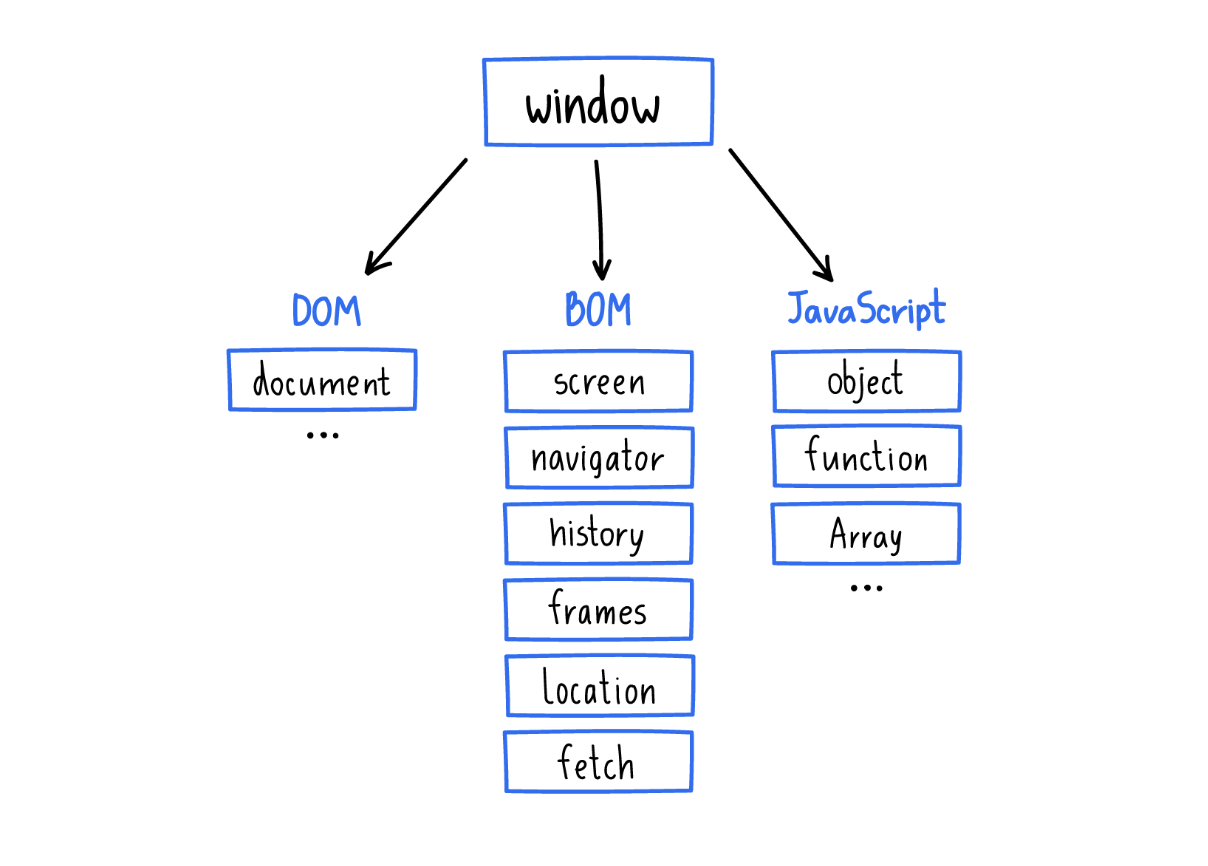 window
DOM
BOM
JavaScript
document
...
screen
navigator
history
frames
location
fetch
object
function
Array
...